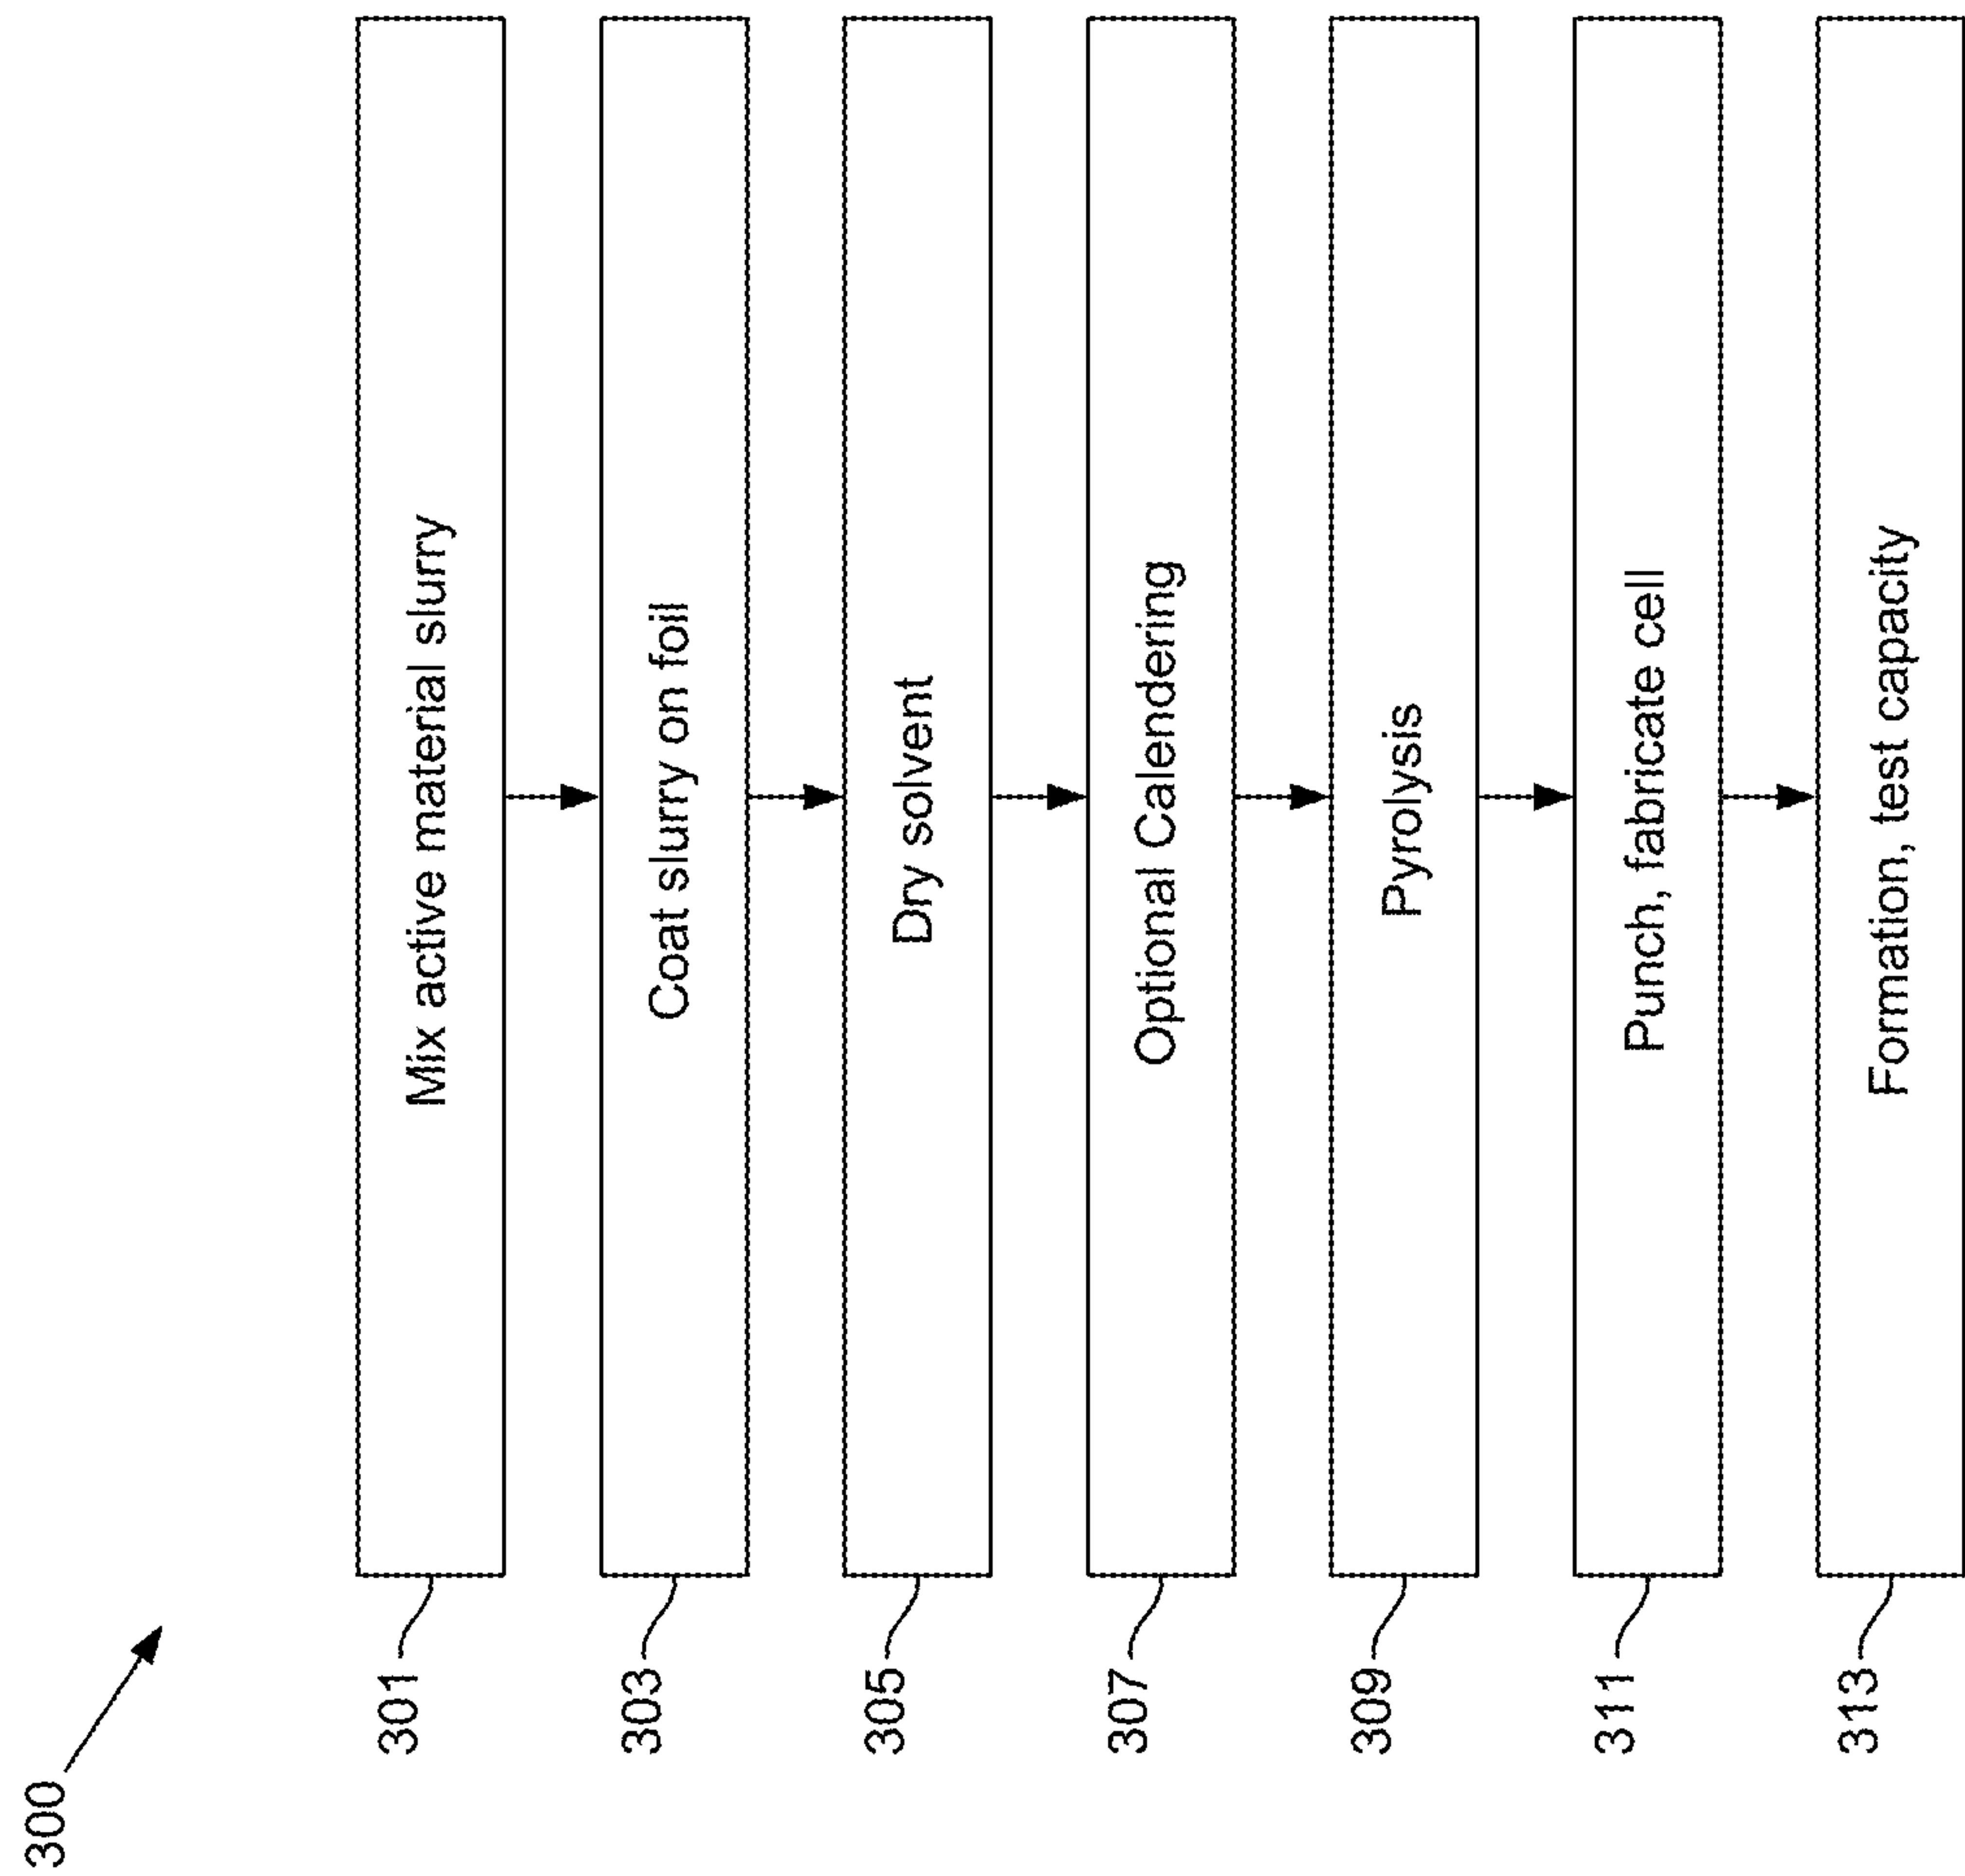 300
301
Mix active material slurry
303
Coat slurry on foil
305
Dry solvent
307
Optional Calendering
309
Pyrolysis
311
Punch, fabricate cell
313
Formation, test capacity